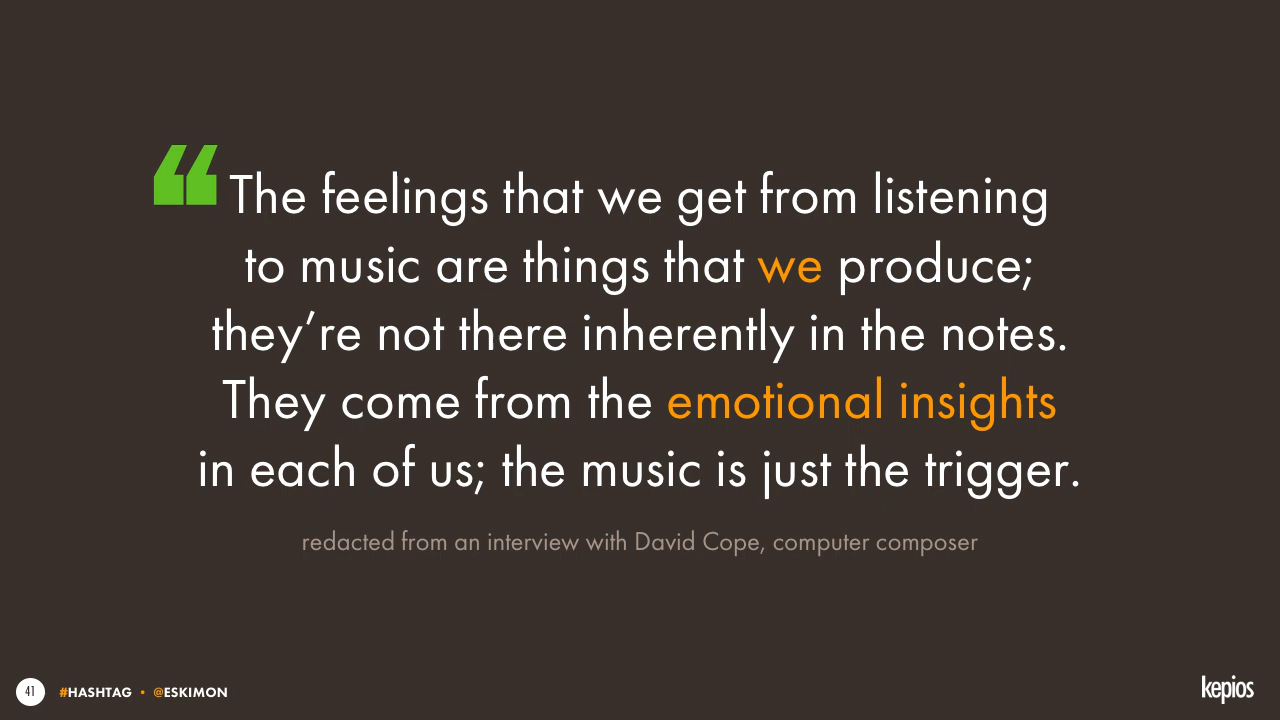 ❝ The feelings that we get from listening
to music are things that we produce;
they’re not there inherently in the notes.
They come from the emotional insights
in each of us; the music is just the trigger.
redacted from an interview with David Cope, computer composer
41 #HASHTAG • @ESKIMON
kepios